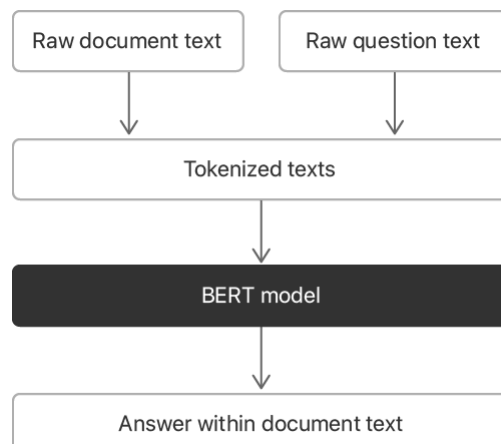 Raw document text
Raw question text
Tokenized texts
BERT model
Answer within document text